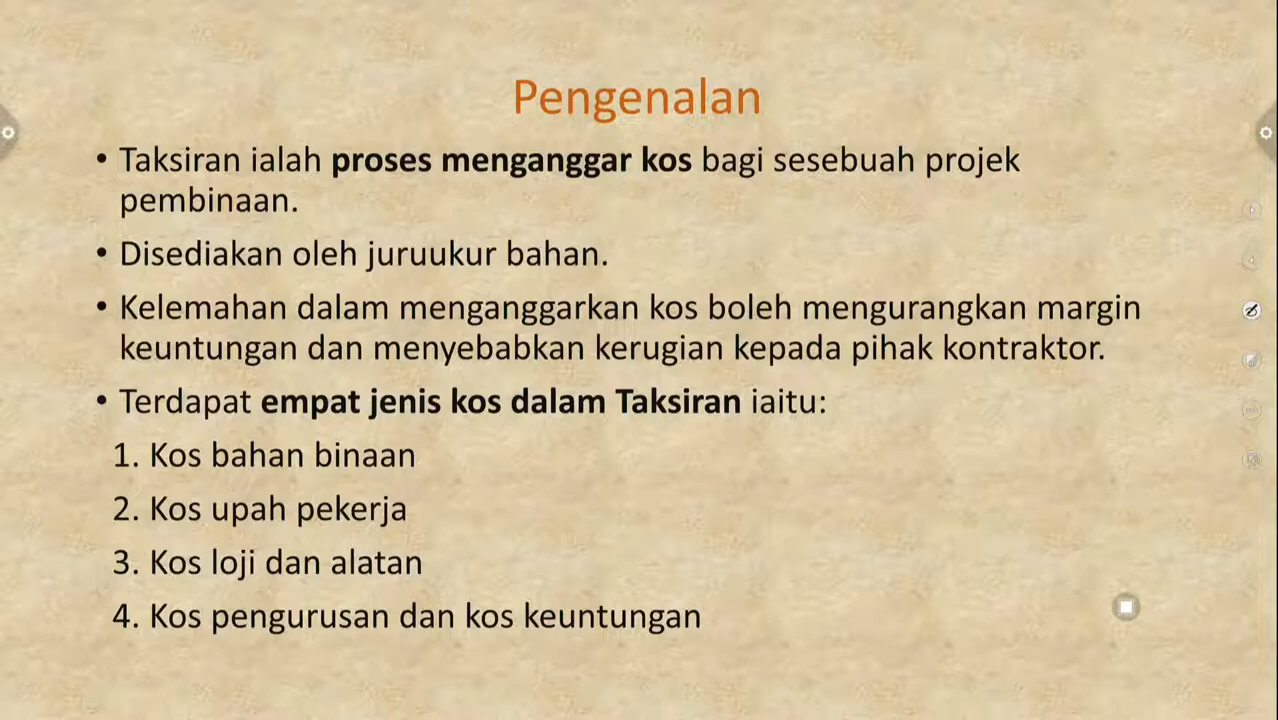 Pengenalan
• Taksiran ialah proses menganggar kos bagi sesebuah projek
pembinaan.
• Disediakan oleh juruukur bahan.
• Kelemahan dalam menganggarkan kos boleh mengurangkan margin
keuntungan dan menyebabkan kerugian kepada pihak kontraktor.
• Terdapat empat jenis kos dalam Taksiran iaitu:
1. Kos bahan binaan
2. Kos upah pekerja
3. Kos loji dan alatan
4. Kos pengurusan dan kos keuntungan